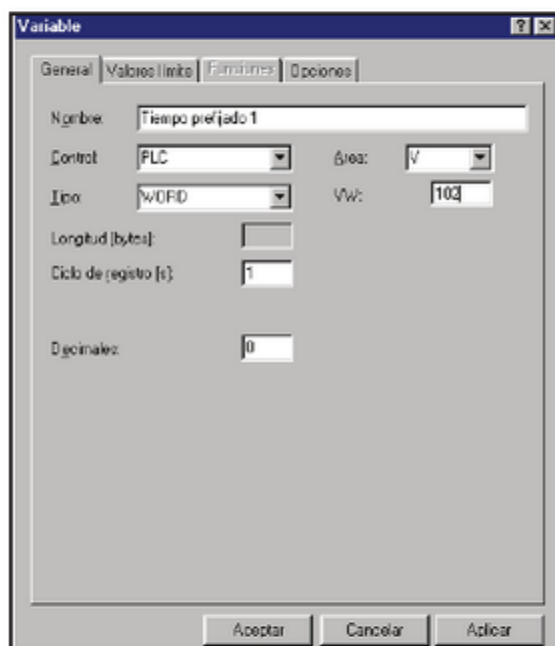 Variable
General Valores límite Funciones Opciones
Nombre: Tiempo prefijado 1
Control: PLC Área: V
Tipo: WORD VW: 102
Longitud [bytes]:
Ciclo de registro [s]: 1
Decimales: 0
Aceptar Cancelar Aplicar